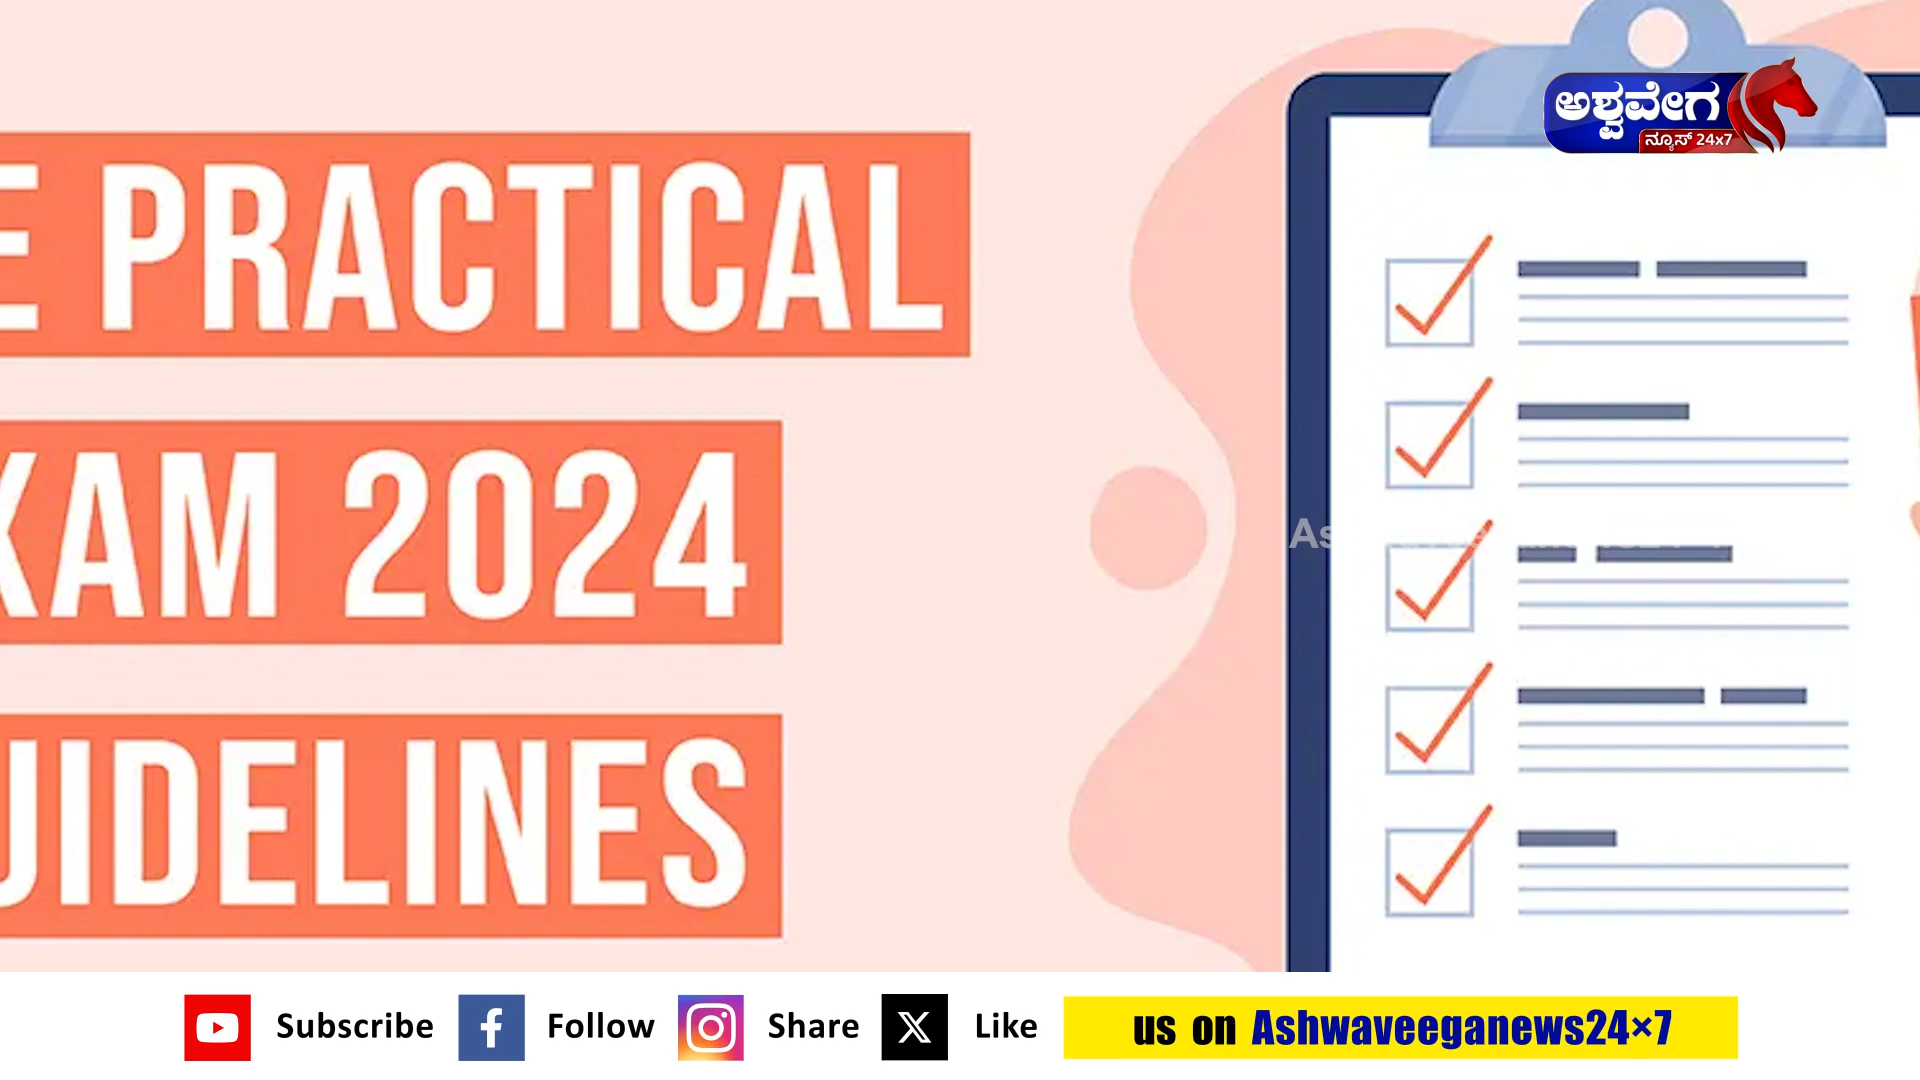 E PRACTICAL
XAM 2024
UIDELINES
ಅಶ್ವವೇಗ
ನ್ಯೂಸ್ 24x7
Subscribe Follow Share Like us on Ashwaveeganews24×7